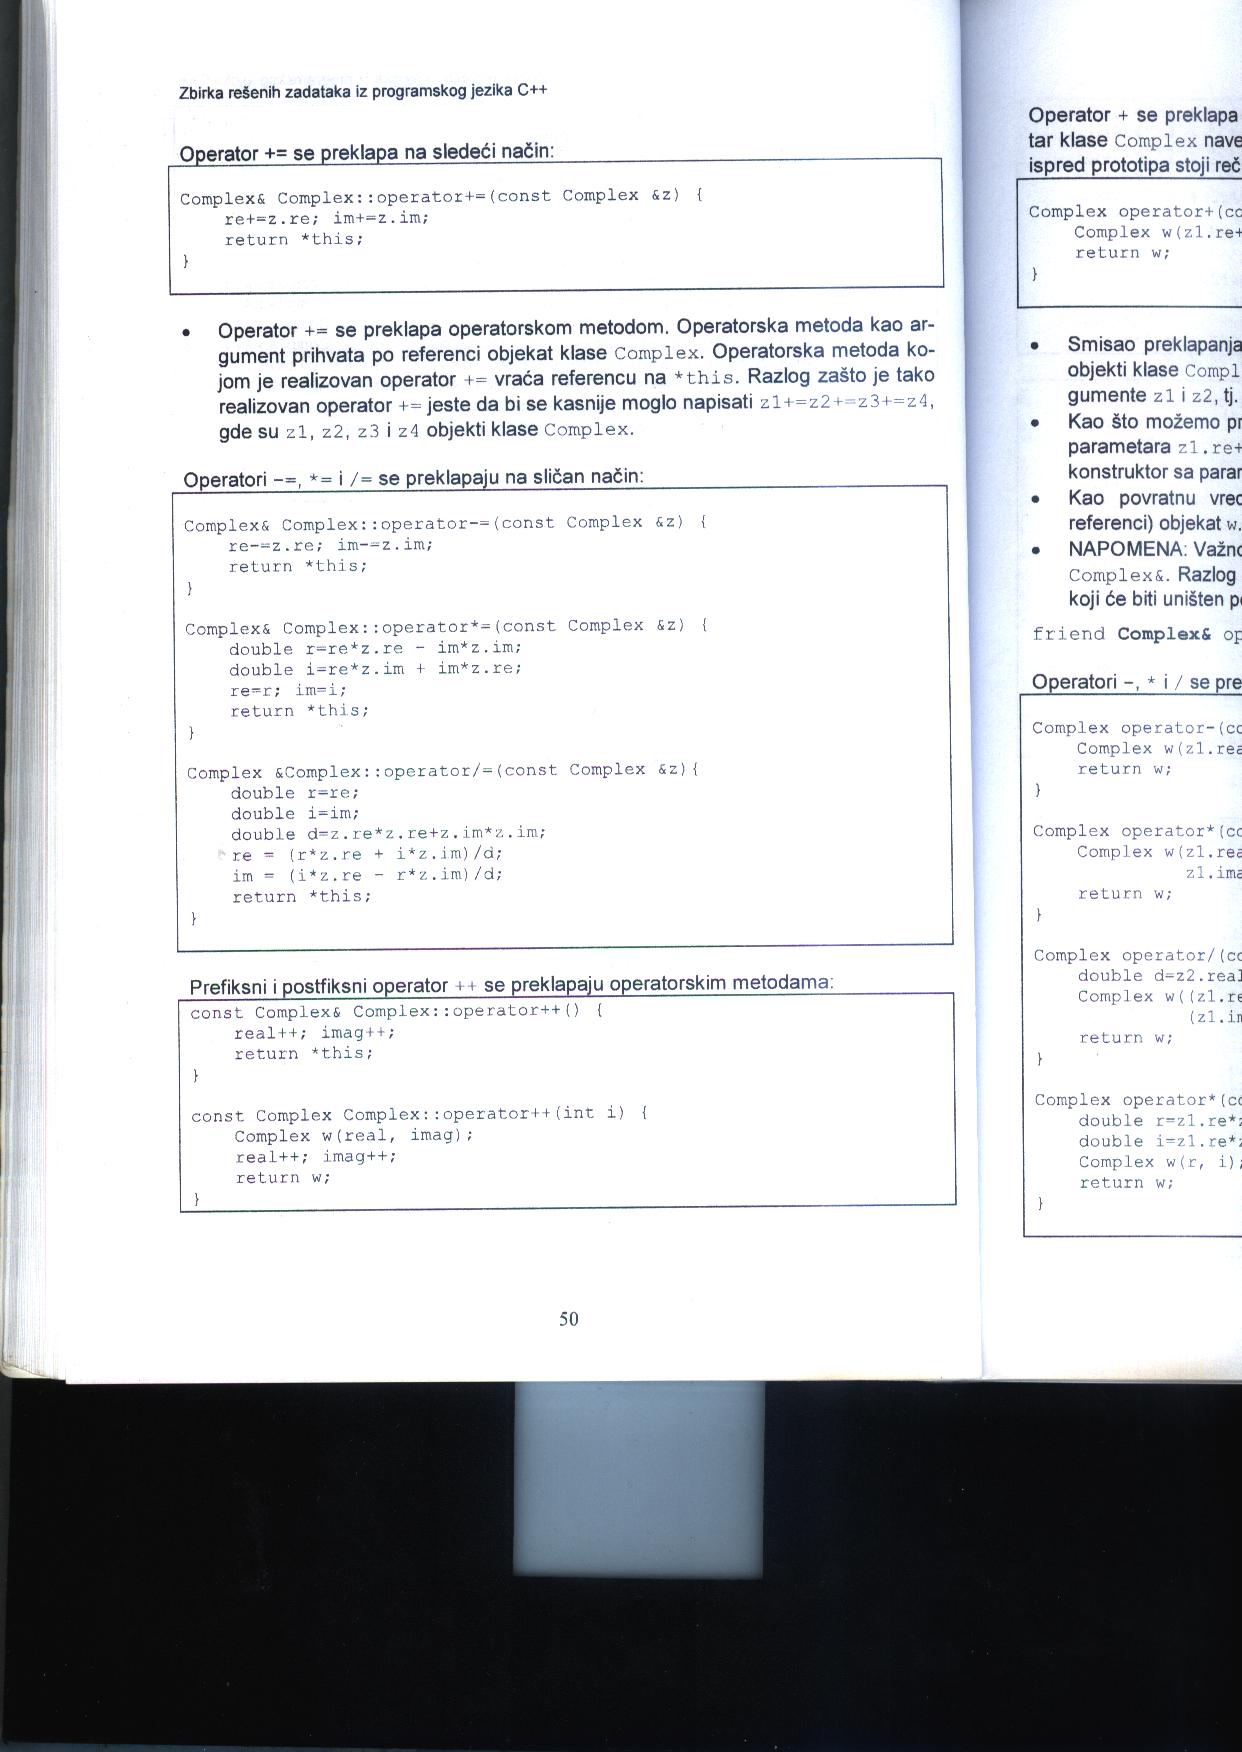 Zbirka rešenih zadataka iz programskog jezika C++
Operator += se preklapa na sledeći način:
Complex& Complex::operator+=(const Complex &z) {
re+=z.re; im+=z.im;
return *this;
}
• Operator += se preklapa operatorskom metodom. Operatorska metoda kao ar-
gument prihvata po referenci objekat klase Complex. Operatorska metoda ko-
jom je realizovan operator += vraća referencu na *this. Razlog zašto je tako
realizovan operator += jeste da bi se kasnije moglo napisati z1+=z2+=z3+=z4,
gde su z1, z2, z3 i z4 objekti klase Complex.
Operatori -=, *= i /= se preklapaju na sličan način:
Complex& Complex::operator-=(const Complex &z) {
re-=z.re; im-=z.im;
return *this;
}
Complex& Complex::operator*=(const Complex &z) {
double r=re*z.re - im*z.im;
double i=re*z.im + im*z.re;
re=r; im=i;
return *this;
}
Complex &Complex::operator/=(const Complex &z){
double r=re;
double i=im;
double d=z.re*z.re+z.im*z.im;
re = (r*z.re + i*z.im)/d;
im = (i*z.re - r*z.im)/d;
return *this;
}
Prefiksni i postfiksni operator ++ se preklapaju operatorskim metodama:
const Complex& Complex::operator++() {
real++; imag++;
return *this;
}
const Complex Complex::operator++(int i) {
Complex w(real, imag);
real++; imag++;
return w;
}
50
Operator + se preklapa
tar klase Complex nave
ispred prototipa stoji reč
Complex operator+(co
Complex w(z1.re+
return w;
}
• Smisao preklapanja
objekti klase Compl
gumente z1 i z2, tj.
• Kao što možemo pr
parametara z1.re+
konstruktor sa parar
• Kao povratnu vred
referenci) objekat w.
• NAPOMENA: Važno
Complex&. Razlog
koji će biti uništen p
friend Complex& op
Operatori -, * i / se pre
Complex operator-(co
Complex w(z1.rea
return w;
}
Complex operator*(co
Complex w(z1.rea
z1.ima
return w;
}
Complex operator/(co
double d=z2.real
Complex w((z1.re
(z1.im
return w;
}
Complex operator*(co
double r=z1.re*z
double i=z1.re*z
Complex w(r, i);
return w;
}